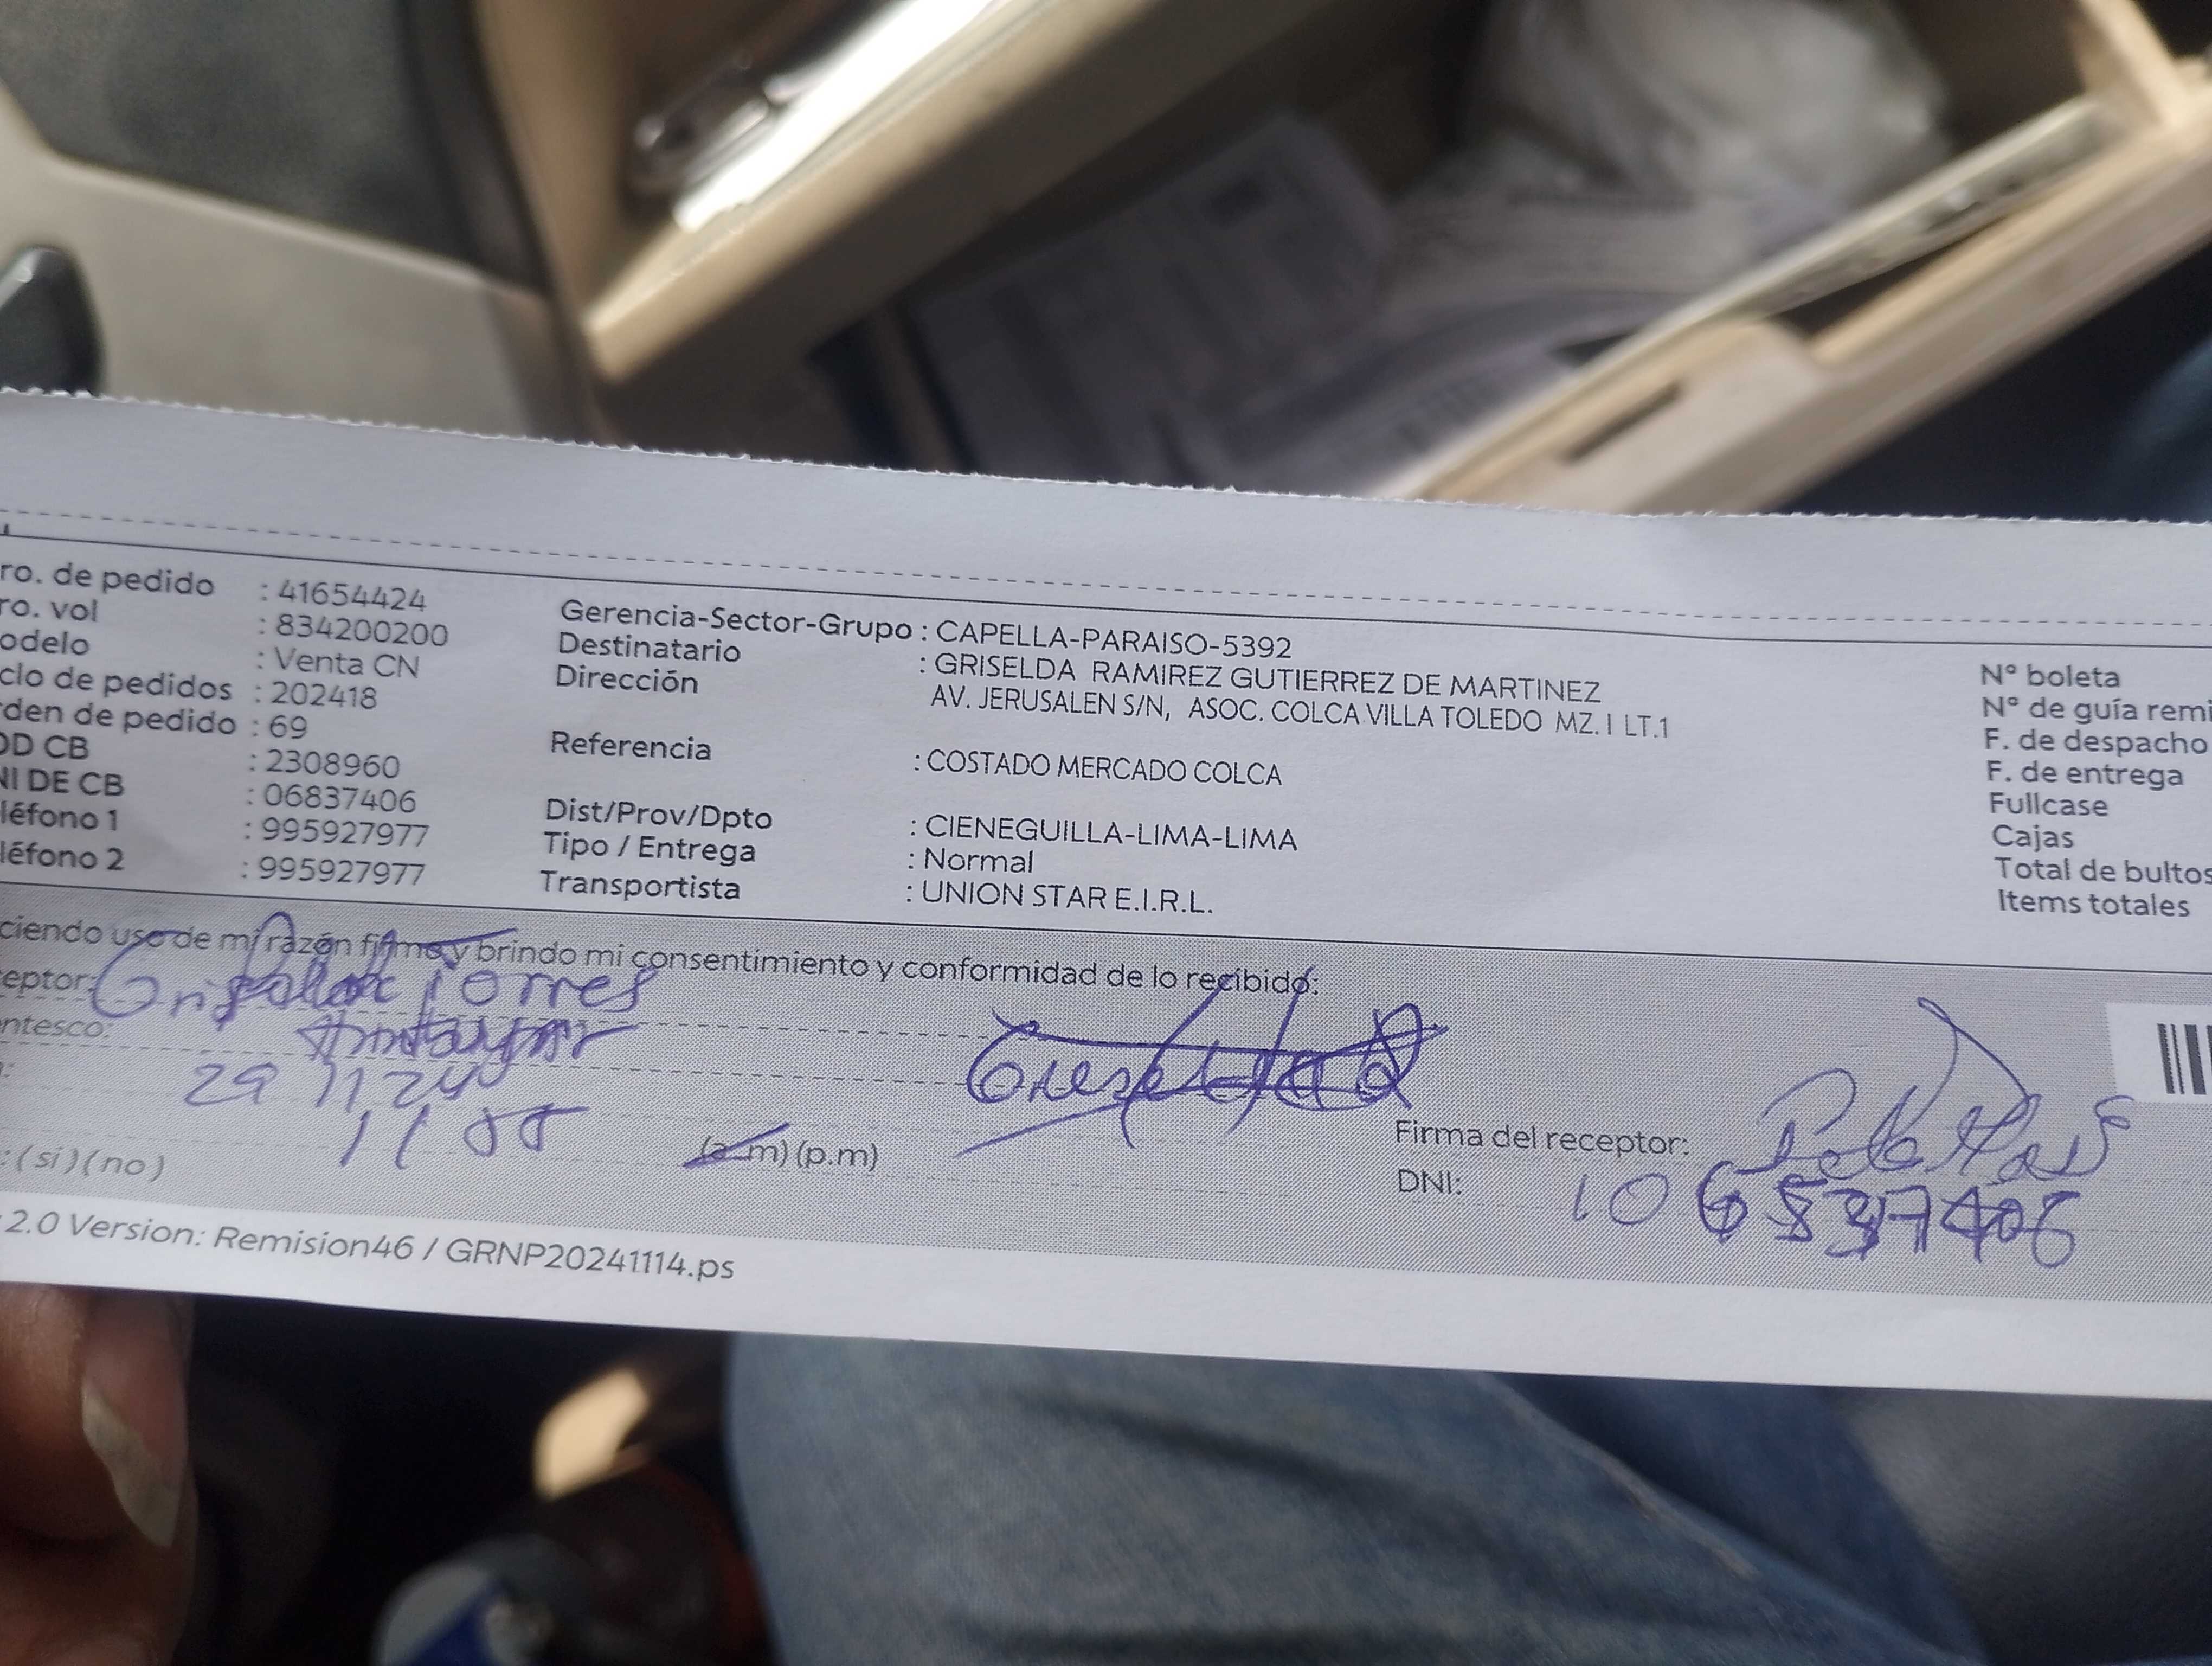 ro. de pedido : 41654424
ro. vol : 834200200
odelo : Venta CN
clo de pedidos : 202418
den de pedido : 69
OD CB : 2308960
NI DE CB : 06837406
léfono 1 : 995927977
léfono 2 : 995927977
Gerencia-Sector-Grupo : CAPELLA-PARAISO-5392
Destinatario : GRISELDA RAMIREZ GUTIERREZ DE MARTINEZ
Dirección AV. JERUSALEN S/N, ASOC. COLCA VILLA TOLEDO MZ. I LT.1
Referencia : COSTADO MERCADO COLCA
Dist/Prov/Dpto : CIENEGUILLA-LIMA-LIMA
Tipo / Entrega : Normal
Transportista : UNION STAR E.I.R.L.
N° boleta
N° de guía remi
F. de despacho
F. de entrega
Fullcase
Cajas
Total de bultos
Items totales
ciendo uso de mi razón firmo y brindo mi consentimiento y conformidad de lo recibido:
eptor: Torres
ntesco:
29 11 24
11
(a.m) (p.m)
: (si) (no)
Firma del receptor:
DNI: 10
2.0 Version: Remision46 / GRNP20241114.ps